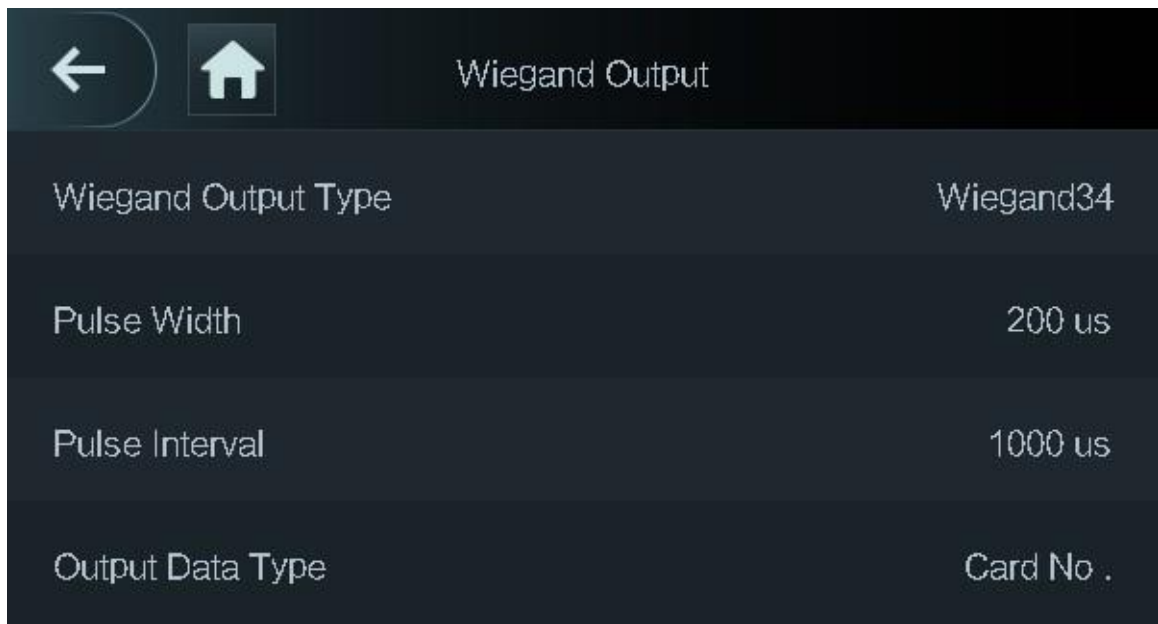 Wiegand Output
Wiegand Output Type Wiegand34
Pulse Width 200 us
Pulse Interval 1000 us
Output Data Type Card No .